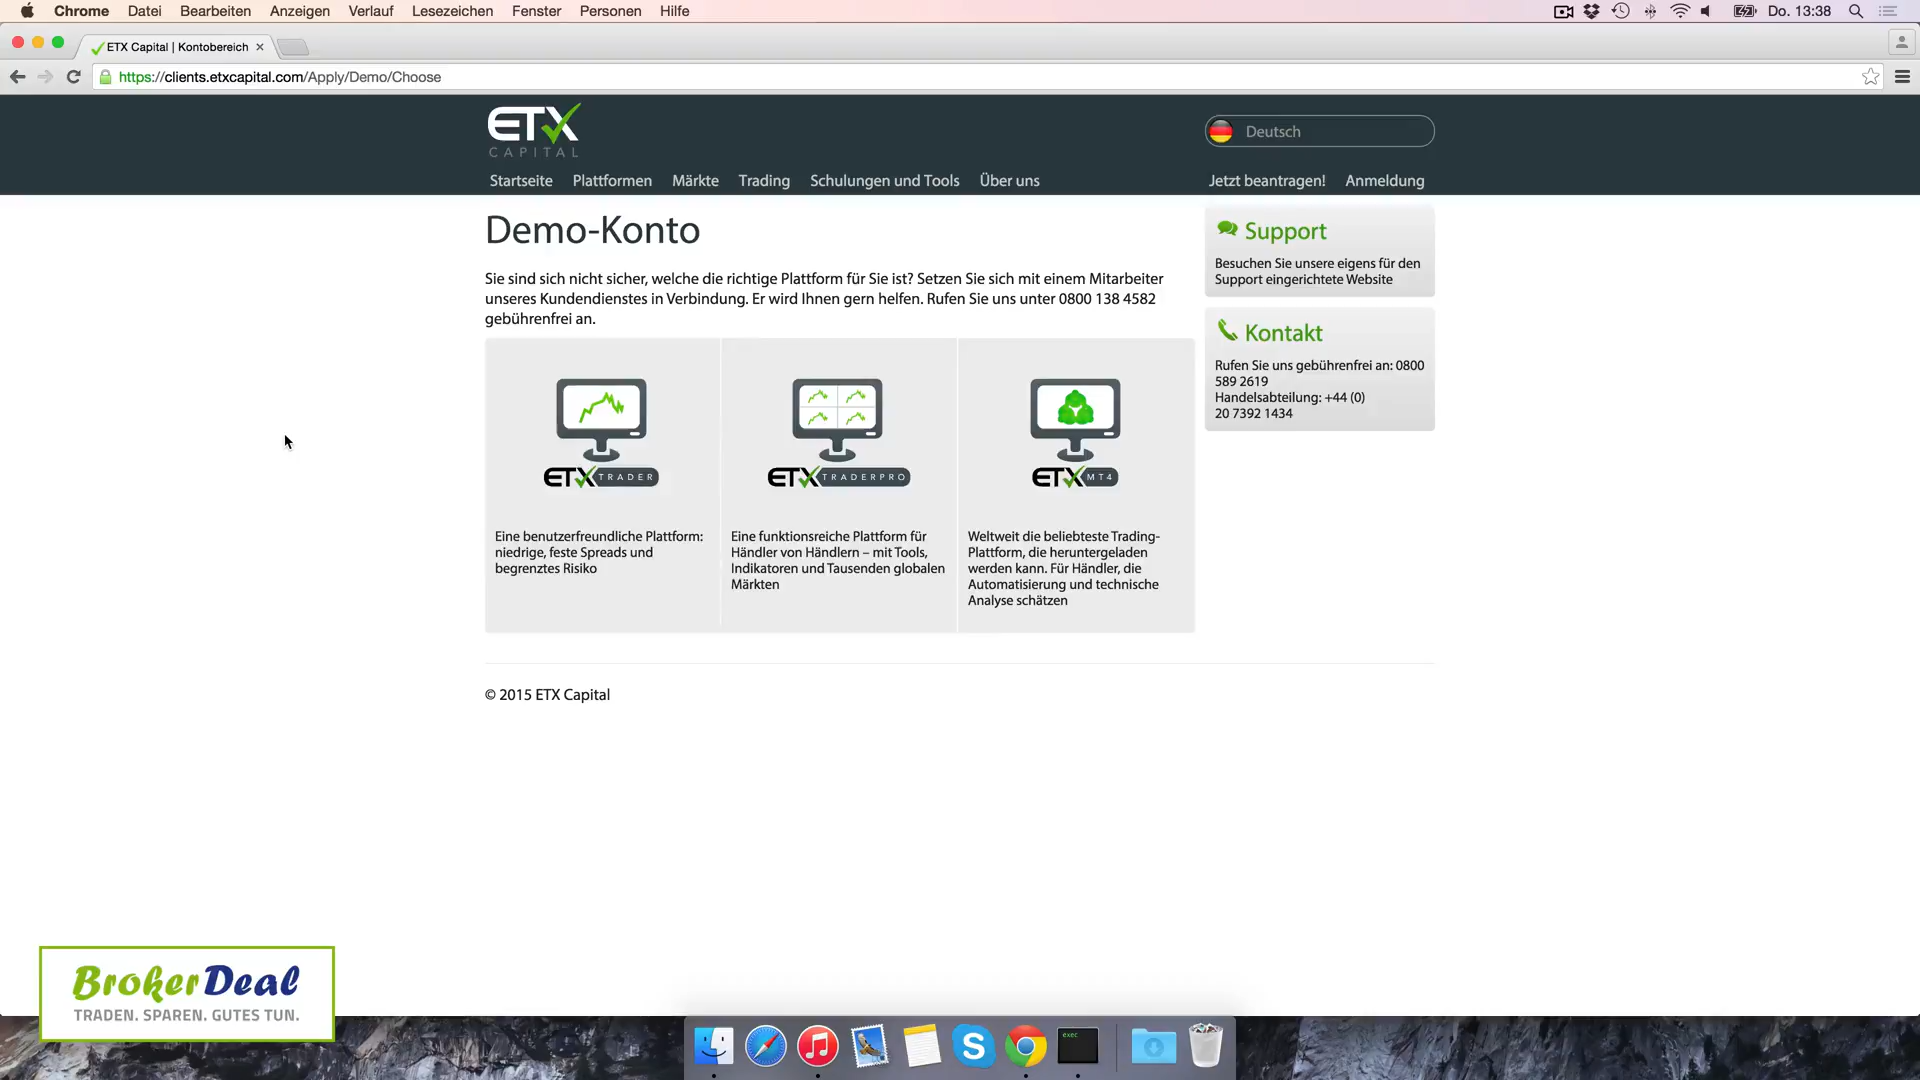 Chrome Datei Bearbeiten Anzeigen Verlauf Lesezeichen Fenster Personen Hilfe Do. 13:38
ETX Capital | Kontobereich
https://clients.etxcapital.com/Apply/Demo/Choose
ETX
CAPITAL
Deutsch
Startseite Plattformen Märkte Trading Schulungen und Tools Über uns Jetzt beantragen! Anmeldung
Demo-Konto
Sie sind sich nicht sicher, welche die richtige Plattform für Sie ist? Setzen Sie sich mit einem Mitarbeiter
unseres Kundendienstes in Verbindung. Er wird Ihnen gern helfen. Rufen Sie uns unter 0800 138 4582
gebührenfrei an.
ETX TRADER
Eine benutzerfreundliche Plattform:
niedrige, feste Spreads und
begrenztes Risiko
ETX TRADERPRO
Eine funktionsreiche Plattform für
Händler von Händlern – mit Tools,
Indikatoren und Tausenden globalen
Märkten
ETX MT4
Weltweit die beliebteste Trading-
Plattform, die heruntergeladen
werden kann. Für Händler, die
Automatisierung und technische
Analyse schätzen
Support
Besuchen Sie unsere eigens für den
Support eingerichtete Website
Kontakt
Rufen Sie uns gebührenfrei an: 0800
589 2619
Handelsabteilung: +44 (0)
20 7392 1434
© 2015 ETX Capital
BrokerDeal
TRADEN. SPAREN. GUTES TUN.
exec